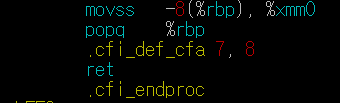 movss -8(%rbp), %xmm0
popq %rbp
.cfi_def_cfa 7, 8
ret
.cfi_endproc